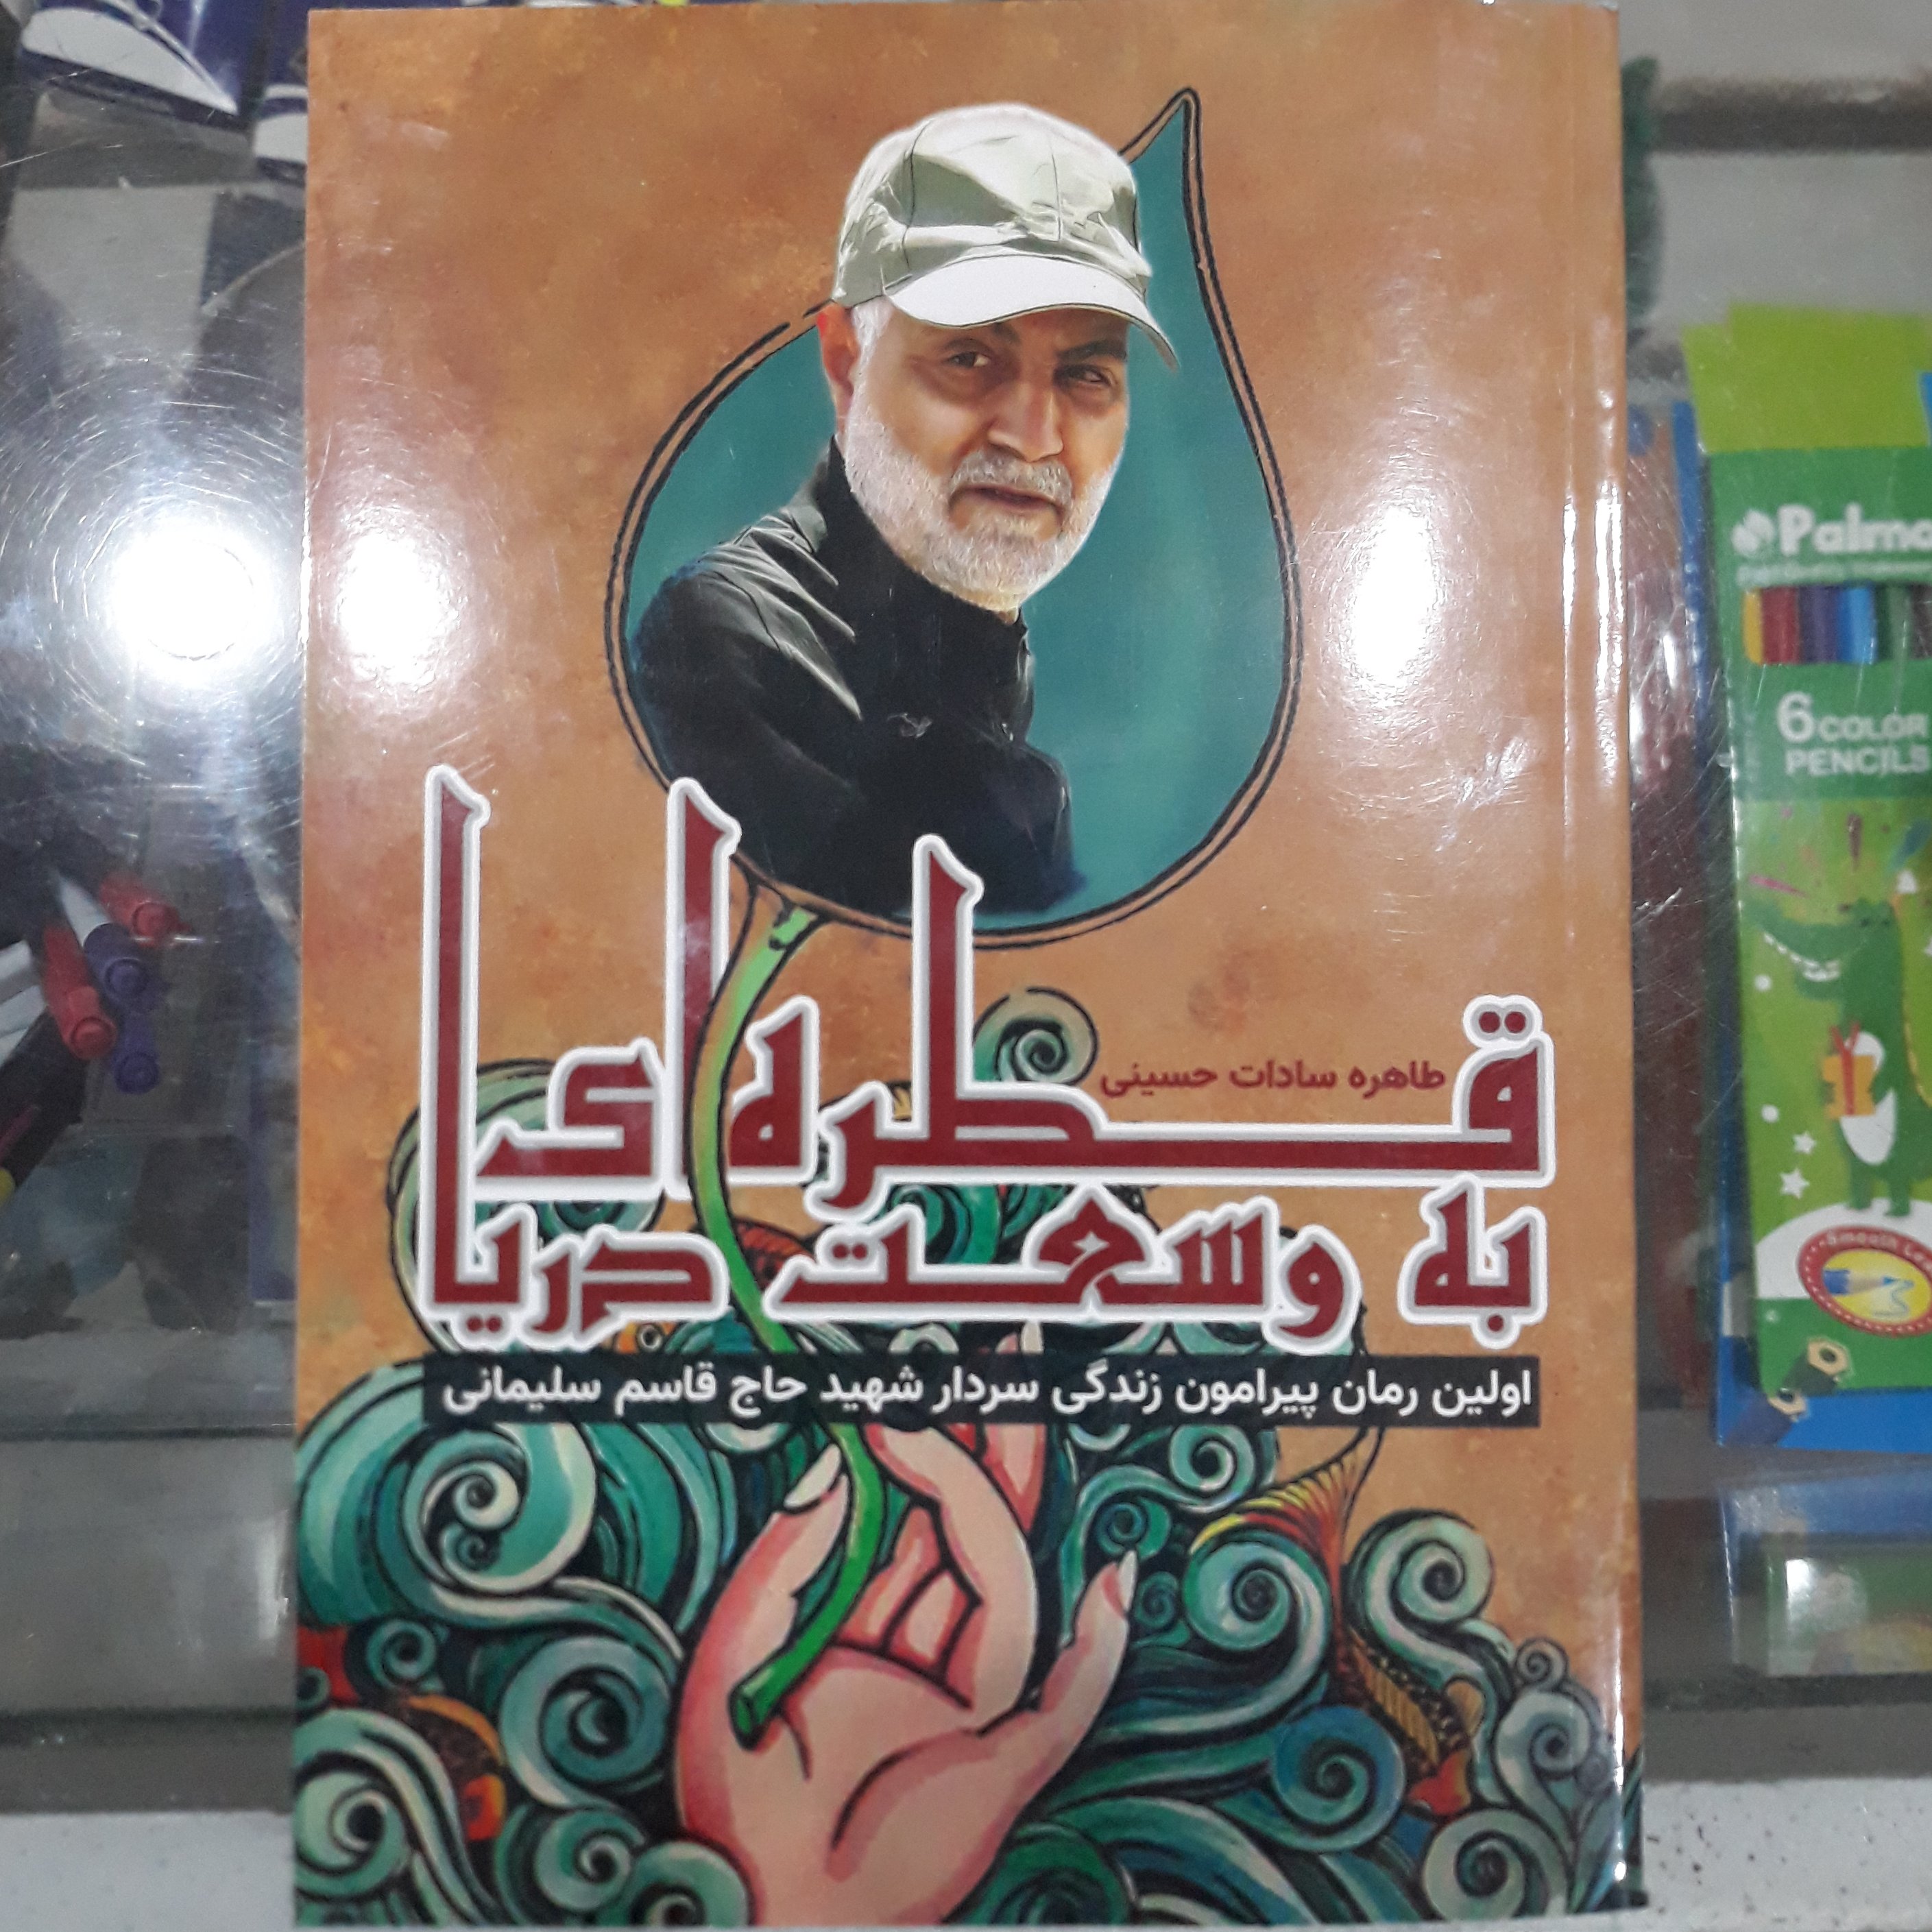 طاهره سادات حسینی
قطره‌ای
به وسعت دریا
اولین رمان پیرامون زندگی سردار شهید حاج قاسم سلیمانی
Palmo
6 COLOR
PENCILS
Smooth